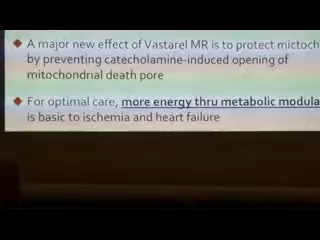 A major new effect of Vastarel MR is to protect mictoch
by preventing catecholamine-induced opening of
mitochondrial death pore
For optimal care, more energy thru metabolic modula
is basic to ischemia and heart failure